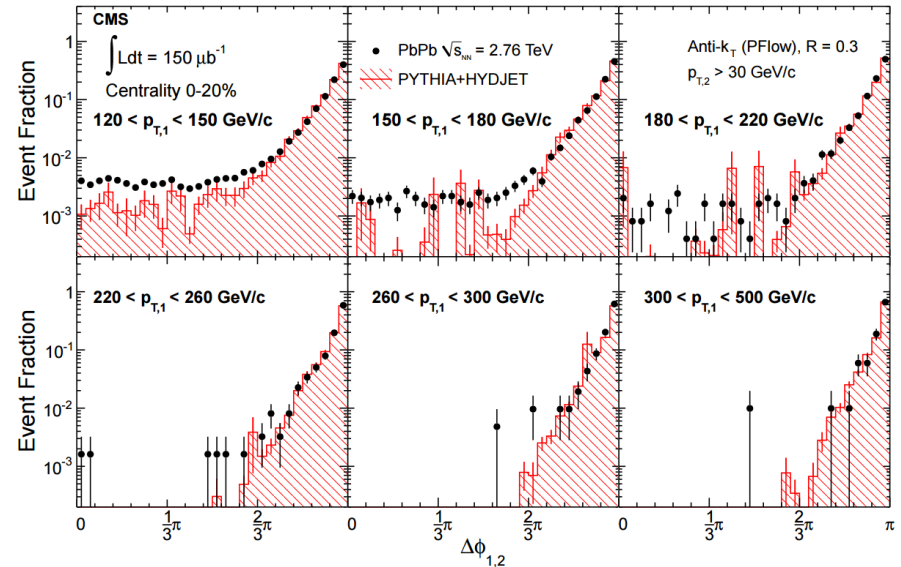 CMS
∫Ldt = 150 μb⁻¹
Centrality 0-20%
120 < p_T,1 < 150 GeV/c
PbPb √s_NN = 2.76 TeV
PYTHIA+HYDJET
150 < p_T,1 < 180 GeV/c
Anti-k_T (PFlow), R = 0.3
p_T,2 > 30 GeV/c
180 < p_T,1 < 220 GeV/c
Event Fraction
1
10⁻¹
10⁻²
10⁻³
220 < p_T,1 < 260 GeV/c
260 < p_T,1 < 300 GeV/c
300 < p_T,1 < 500 GeV/c
Event Fraction
1
10⁻¹
10⁻²
10⁻³
0 1/3π 2/3π 0 1/3π 2/3π 0 1/3π 2/3π π
Δϕ_1,2